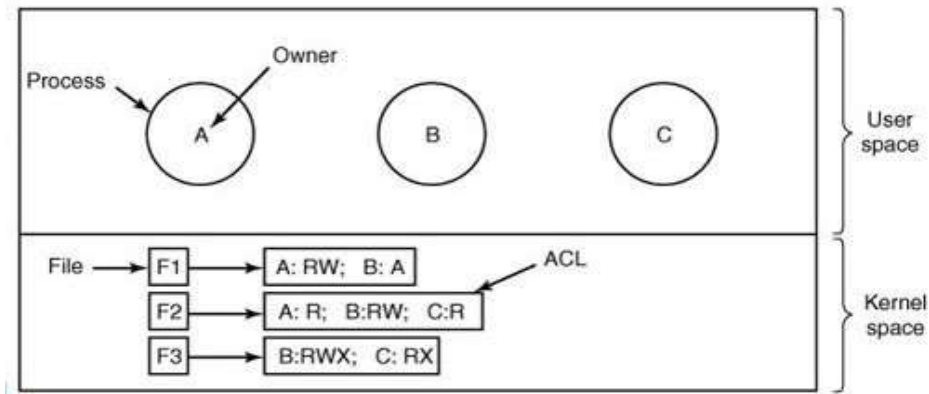 Owner
Process
A
B
C
User
space
File
F1
A: RW; B: A
ACL
F2
A: R; B:RW; C:R
F3
B:RWX; C: RX
Kernel
space